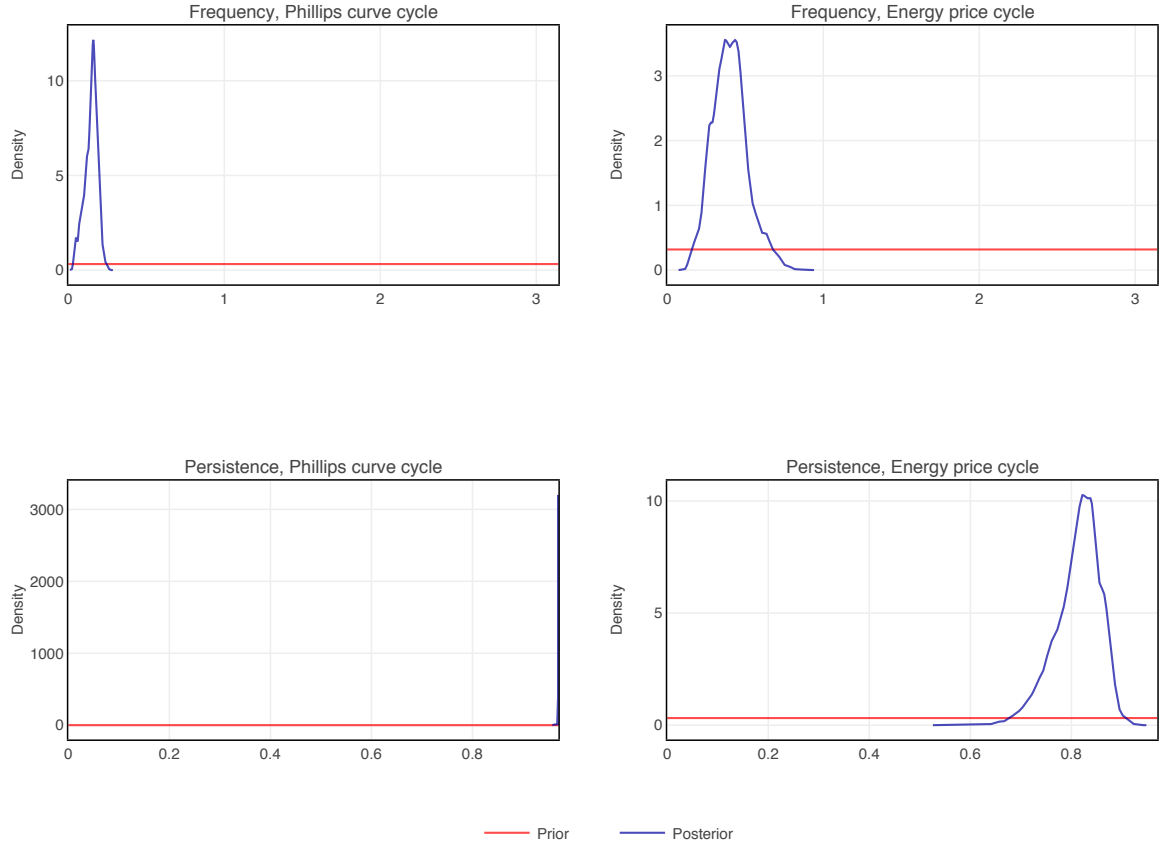 Frequency, Phillips curve cycle
Frequency, Energy price cycle
Density
10
5
0
0 1 2 3
Density
3
2
1
0
0 1 2 3
Persistence, Phillips curve cycle
Persistence, Energy price cycle
Density
3000
2000
1000
0
0 0.2 0.4 0.6 0.8
Density
10
5
0
0 0.2 0.4 0.6 0.8
Prior Posterior